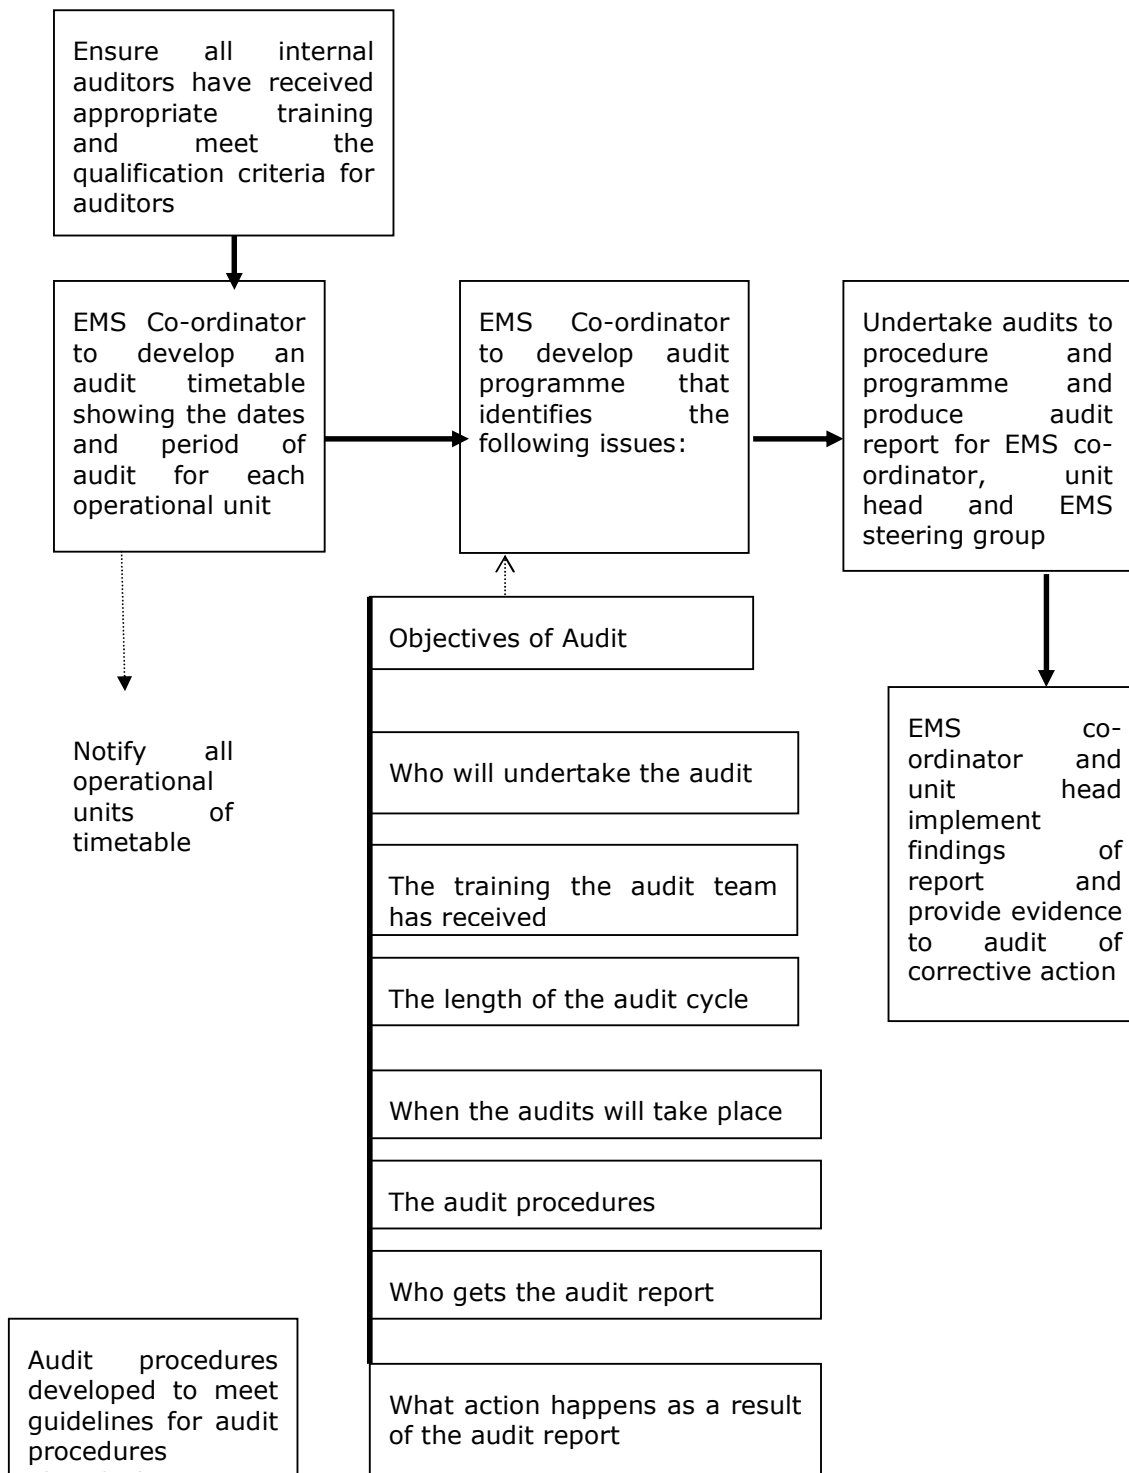 Ensure all internal
auditors have received
appropriate training
and meet the
qualification criteria for
auditors
EMS Co-ordinator
to develop an
audit timetable
showing the dates
and period of
audit for each
operational unit
EMS Co-ordinator
to develop audit
programme that
identifies the
following issues:
Undertake audits to
procedure and
programme and
produce audit
report for EMS co-
ordinator, unit
head and EMS
steering group
Objectives of Audit
Notify all
operational
units of
timetable
Who will undertake the audit
The training the audit team
has received
The length of the audit cycle
EMS co-
ordinator and
unit head
implement
findings of
report and
provide evidence
to audit of
corrective action
When the audits will take place
The audit procedures
Who gets the audit report
Audit procedures
developed to meet
guidelines for audit
procedures
What action happens as a result
of the audit report